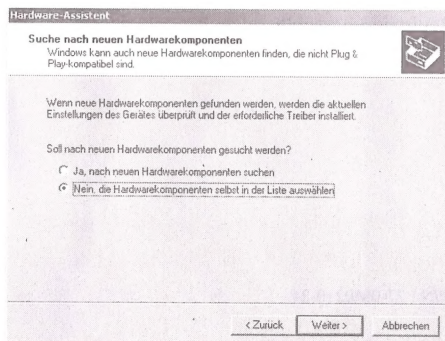 Hardware-Assistent
Suche nach neuen Hardwarekomponenten
Windows kann auch neue Hardwarekomponenten finden, die nicht Plug &
Play-kompatibel sind.
Wenn neue Hardwarekomponenten gefunden werden, werden die aktuellen
Einstellungen des Gerätes überprüft und der erforderliche Treiber installiert.
Soll nach neuen Hardwarekomponenten gesucht werden?
Ja, nach neuen Hardwarekomponenten suchen
Nein, die Hardwarekomponenten selbst in der Liste auswählen
< Zurück Weiter > Abbrechen